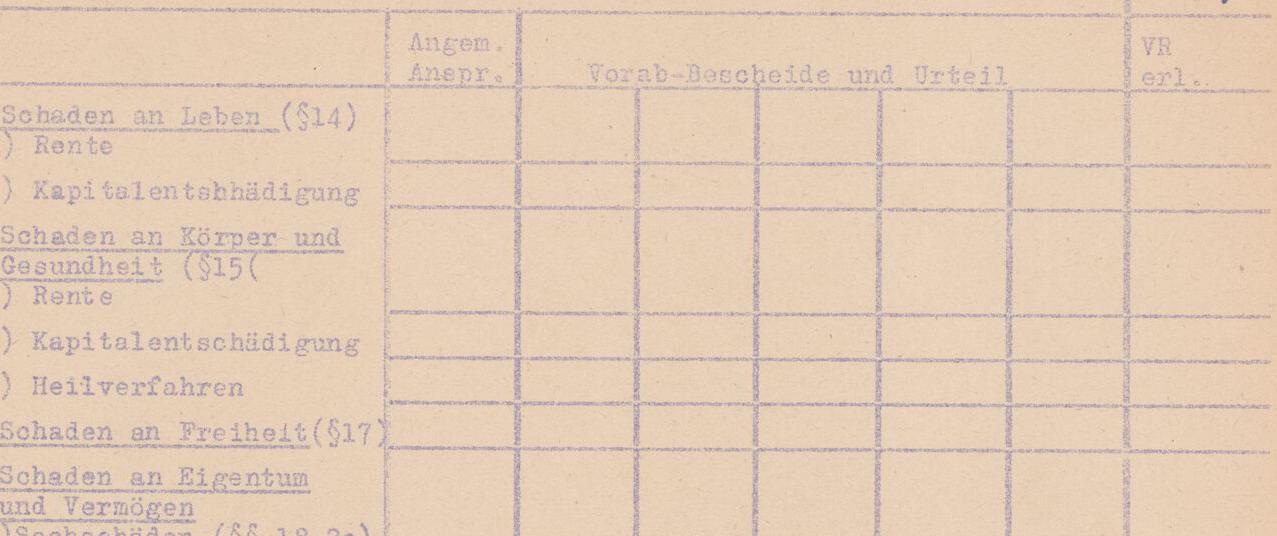 Angem.
Anspr.
Vorab-Bescheide und Urteil
VR
erl..
Schaden an Leben (§14)
) Rente
) Kapitalentshhädigung
Schaden an Körper und
Gesundheit (§15(
) Rente
) Kapitalentschädigung
) Heilverfahren
Schaden an Freiheit(§17)
Schaden an Eigentum
und Vermögen
)Sachschäden (§§ 18